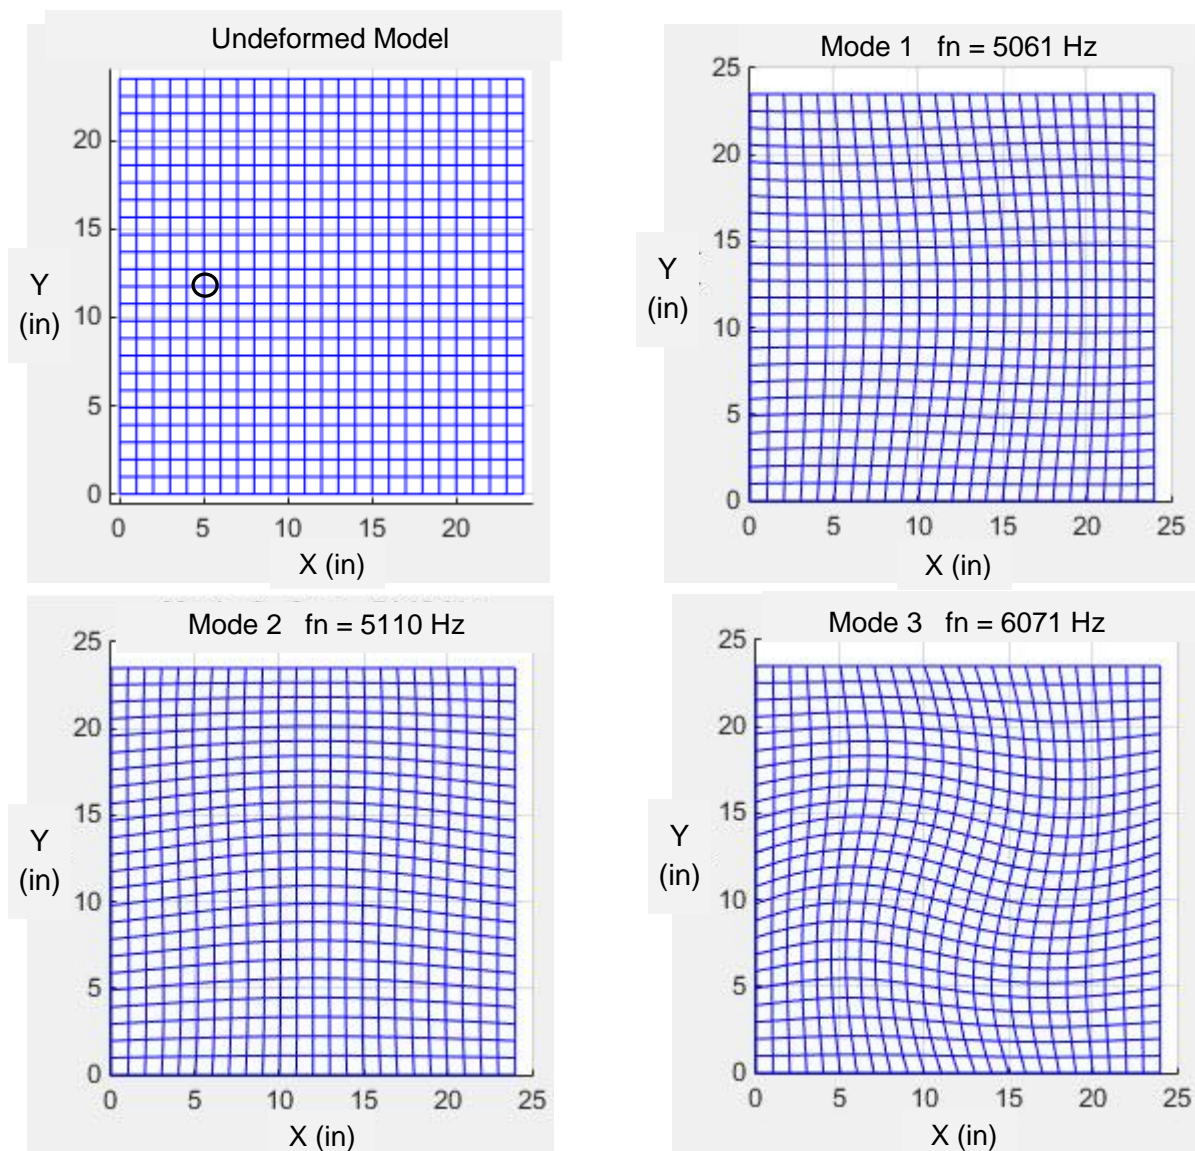 Undeformed Model
20
15
10
5
0
0 5 10 15 20
Y
(in)
X (in)
Mode 1 fn = 5061 Hz
25
20
15
10
5
0
0 5 10 15 20 25
Y
(in)
X (in)
Mode 2 fn = 5110 Hz
25
20
15
10
5
0
0 5 10 15 20 25
Y
(in)
X (in)
Mode 3 fn = 6071 Hz
25
20
15
10
5
0
0 5 10 15 20 25
Y
(in)
X (in)